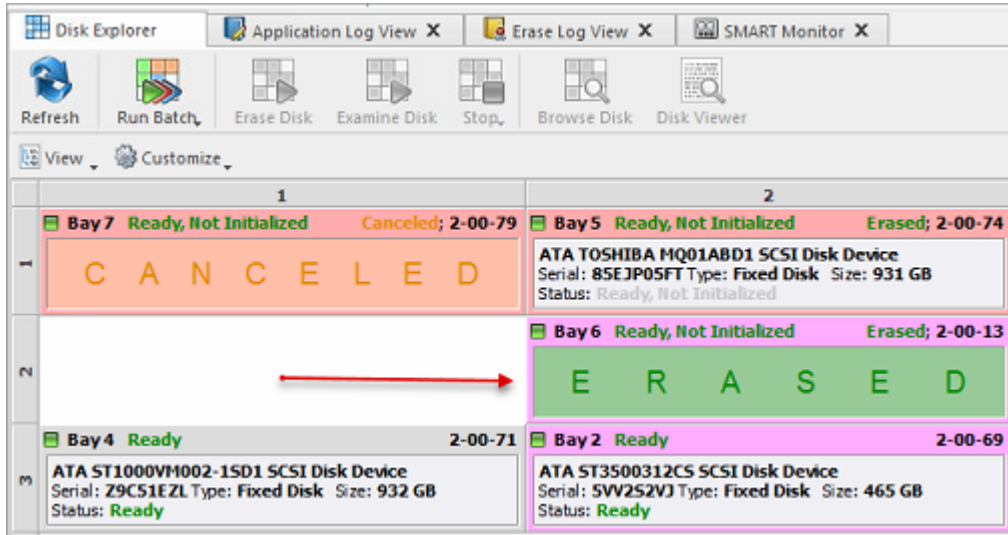 Disk Explorer Application Log View X Erase Log View X SMART Monitor X
Refresh Run Batch Erase Disk Examine Disk Stop Browse Disk Disk Viewer
View Customize
1 2
1
Bay 7 Ready, Not Initialized Canceled; 2-00-79
C A N C E L E D
Bay 5 Ready, Not Initialized Erased; 2-00-74
ATA TOSHIBA MQ01ABD1 SCSI Disk Device
Serial: 85EJP05FT Type: Fixed Disk Size: 931 GB
Status: Ready, Not Initialized
2
Bay 6 Ready, Not Initialized Erased; 2-00-13
E R A S E D
3
Bay 4 Ready 2-00-71
ATA ST1000VM002-1SD1 SCSI Disk Device
Serial: Z9C51EZL Type: Fixed Disk Size: 932 GB
Status: Ready
Bay 2 Ready 2-00-69
ATA ST3500312CS SCSI Disk Device
Serial: 5VV2S2VJ Type: Fixed Disk Size: 465 GB
Status: Ready